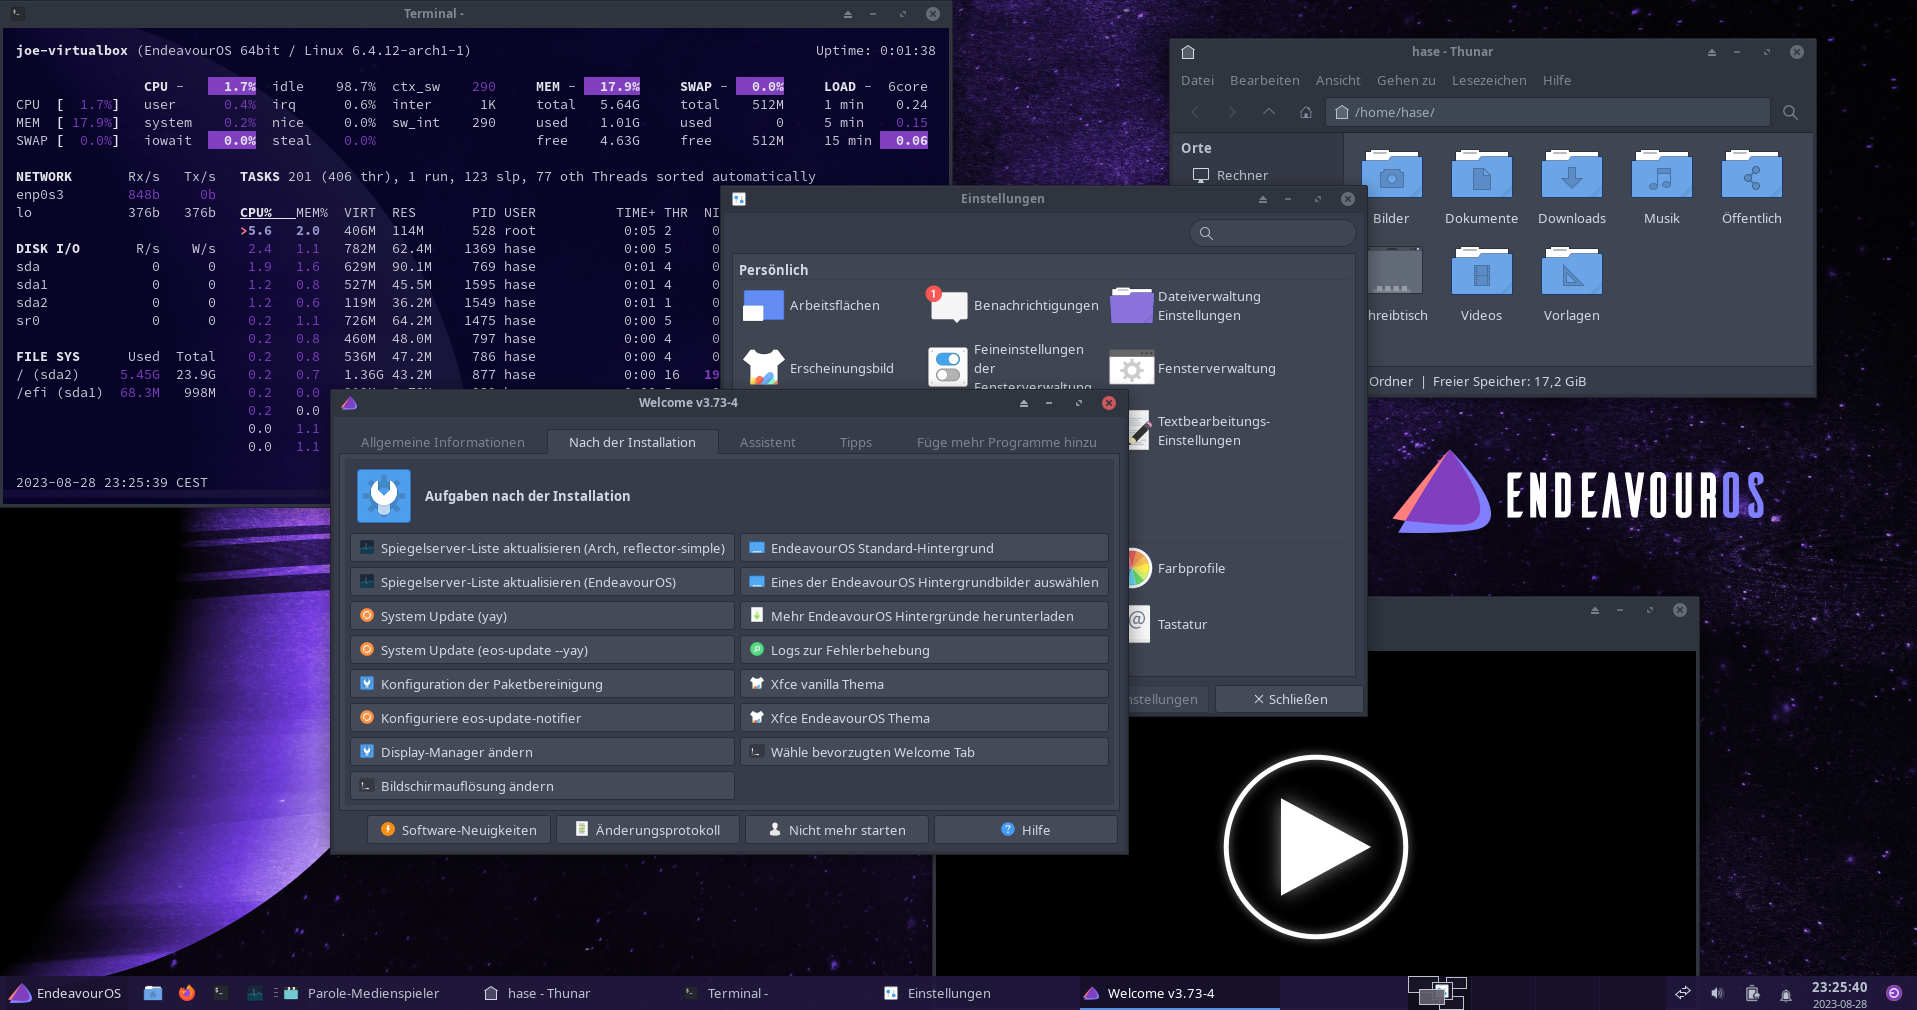 Terminal -
joe-virtualbox (EndeavourOS 64bit / Linux 6.4.12-arch1-1) Uptime: 0:01:38
CPU - 1.7% idle 98.7% ctx_sw 290 MEM - 17.9% SWAP - 0.0% LOAD - 6core
CPU [ 1.7%] user 0.4% irq 0.6% inter 1K total 5.64G total 512M 1 min 0.24
MEM [ 17.9%] system 0.2% nice 0.0% sw_int 290 used 1.01G used 0 5 min 0.15
SWAP [ 0.0%] iowait 0.0% steal 0.0% free 4.63G free 512M 15 min 0.06
NETWORK Rx/s Tx/s TASKS 201 (406 thr), 1 run, 123 slp, 77 oth Threads sorted automatically
enp0s3 848b 0b
lo 376b 376b CPU% MEM% VIRT RES PID USER TIME+ THR NI
>5.6 2.0 406M 114M 528 root 0:05 2 0
DISK I/O R/s W/s 2.4 1.1 782M 62.4M 1369 hase 0:00 5 0
sda 0 0 1.9 1.6 629M 90.1M 769 hase 0:01 4 0
sda1 0 0 1.2 0.8 527M 45.5M 1595 hase 0:01 4 0
sda2 0 0 1.2 0.6 119M 36.2M 1549 hase 0:01 1 0
sr0 0 0 0.2 1.1 726M 64.2M 1475 hase 0:00 5 0
0.2 0.8 460M 48.0M 797 hase 0:00 4 0
FILE SYS Used Total 0.2 0.8 536M 47.2M 786 hase 0:00 4 0
/ (sda2) 5.45G 23.9G 0.2 0.7 1.36G 43.2M 877 hase 0:00 16 19
/efi (sda1) 68.3M 998M 0.2 0.0
0.2 0.0
0.0 1.1
0.0 1.1
2023-08-28 23:25:39 CEST
hase - Thunar
Datei Bearbeiten Ansicht Gehen zu Lesezeichen Hilfe
/home/hase/
Orte
Rechner
Bilder Dokumente Downloads Musik Öffentlich
hreibtisch Videos Vorlagen
Ordner | Freier Speicher: 17,2 GiB
Einstellungen
Persönlich
Arbeitsflächen
1
Benachrichtigungen
Dateiverwaltung
Einstellungen
Erscheinungsbild
Feineinstellungen
der
Fensterverwaltung
Fensterverwaltung
Textbearbeitungs-
Einstellungen
Farbprofile
@
Tastatur
nstellungen
Schließen
Welcome v3.73-4
Allgemeine Informationen Nach der Installation Assistent Tipps Füge mehr Programme hinzu
Aufgaben nach der Installation
Spiegelserver-Liste aktualisieren (Arch, reflector-simple) EndeavourOS Standard-Hintergrund
Spiegelserver-Liste aktualisieren (EndeavourOS) Eines der EndeavourOS Hintergrundbilder auswählen
System Update (yay) Mehr EndeavourOS Hintergründe herunterladen
System Update (eos-update --yay) Logs zur Fehlerbehebung
Konfiguration der Paketbereinigung Xfce vanilla Thema
Konfiguriere eos-update-notifier Xfce EndeavourOS Thema
Display-Manager ändern Wähle bevorzugten Welcome Tab
Bildschirmauflösung ändern
Software-Neuigkeiten Änderungsprotokoll Nicht mehr starten Hilfe
ENDEAVOUROS
EndeavourOS Parole-Medienspieler hase - Thunar Terminal - Einstellungen Welcome v3.73-4 23:25:40
2023-08-28